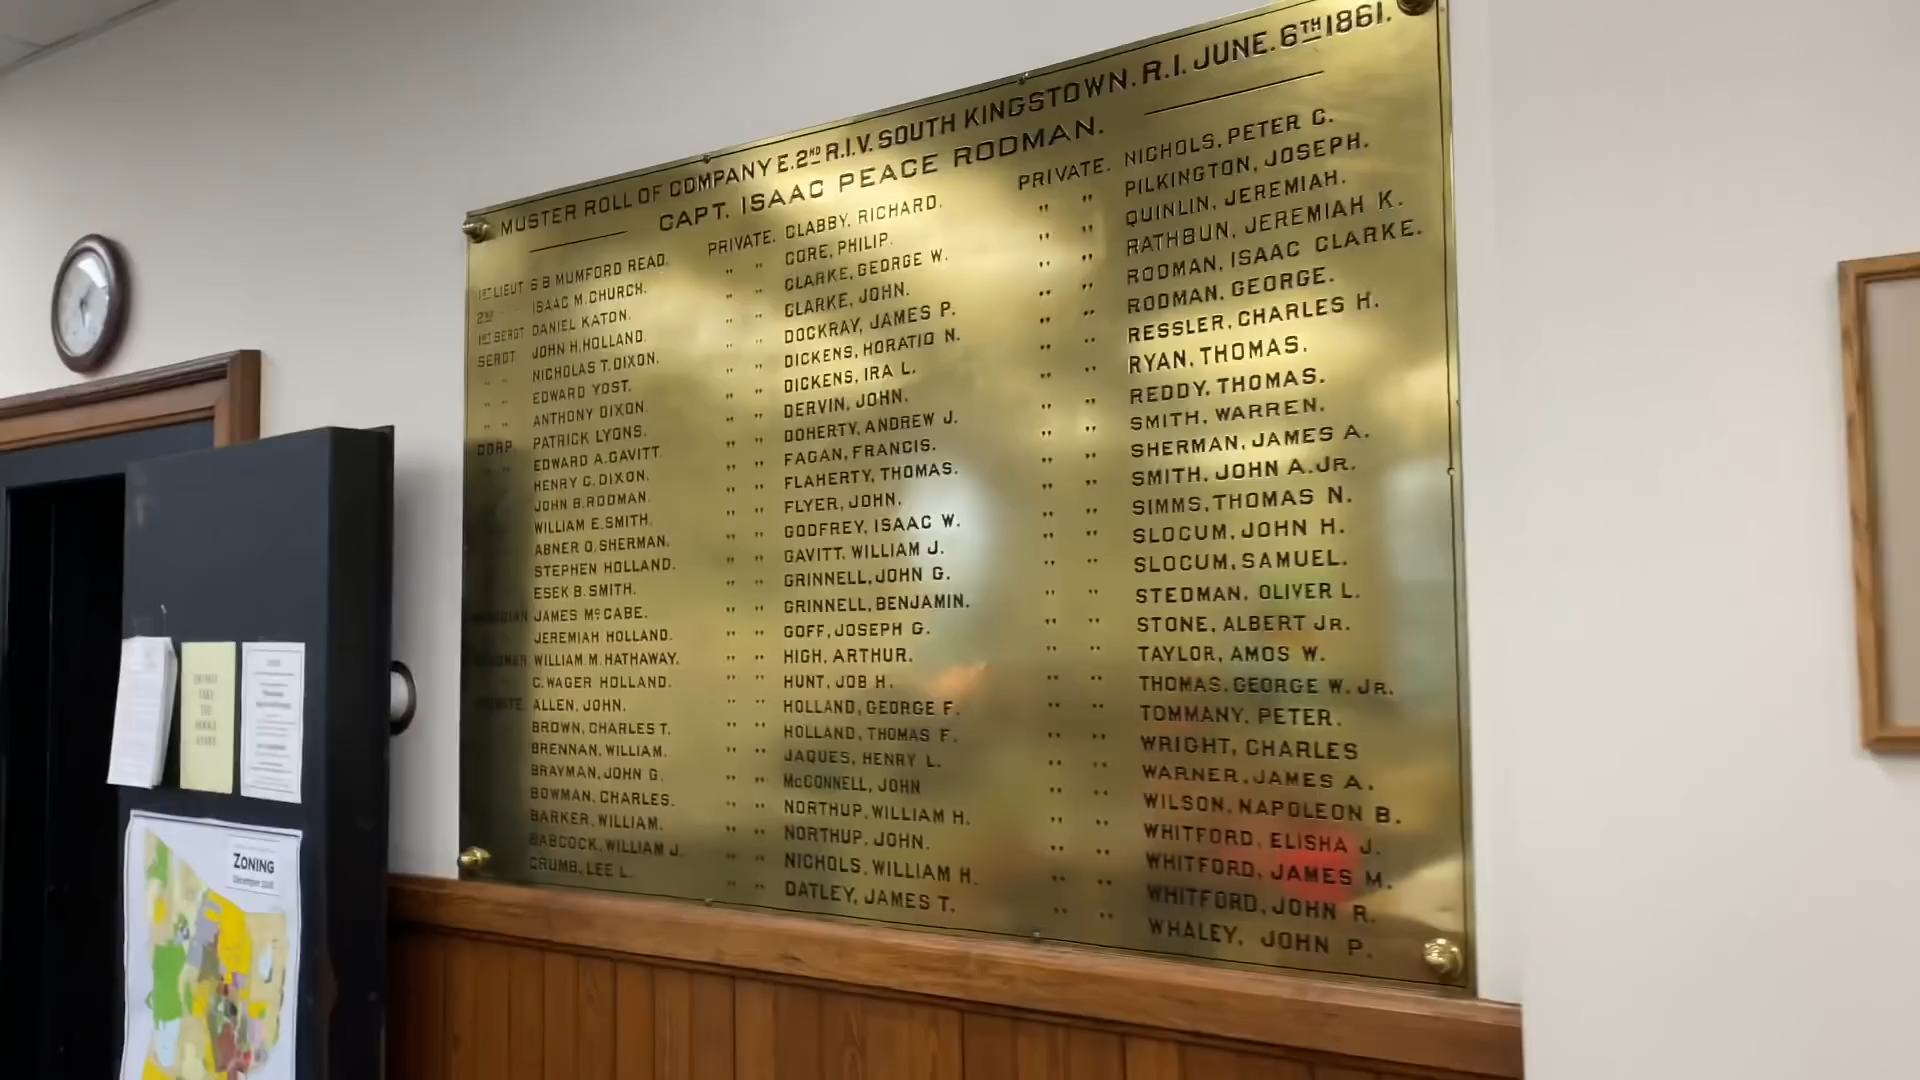 MUSTER ROLL OF COMPANY E. 2ND R.I.V. SOUTH KINGSTOWN. R.I. JUNE. 6TH 1861.
CAPT. ISAAC PEACE RODMAN.
1ST LIEUT S B MUMFORD READ.
2ND " ISAAC M. CHURCH.
1ST SERGT DANIEL KATON.
SERGT JOHN H. HOLLAND.
" " NICHOLAS T. DIXON.
" " EDWARD YOST.
" " ANTHONY DIXON.
CORP. PATRICK LYONS.
" " EDWARD A. GAVITT.
HENRY C. DIXON.
JOHN B. RODMAN.
WILLIAM E. SMITH.
ABNER O. SHERMAN.
STEPHEN HOLLAND.
ESEK B. SMITH.
JAMES McCABE.
JEREMIAH HOLLAND.
WILLIAM M. HATHAWAY.
C. WAGER HOLLAND.
ALLEN, JOHN.
BROWN, CHARLES T.
BRENNAN, WILLIAM.
BRAYMAN, JOHN G.
BOWMAN, CHARLES.
BARKER, WILLIAM.
BABCOCK, WILLIAM J.
CRUMB, LEE L.
PRIVATE. CLABBY, RICHARD.
" " CORE, PHILIP.
" " CLARKE, GEORGE W.
" " CLARKE, JOHN.
" " DOCKRAY, JAMES P.
" " DICKENS, HORATIO N.
" " DICKENS, IRA L.
" " DERVIN, JOHN.
" " DOHERTY, ANDREW J.
" " FAGAN, FRANCIS.
" " FLAHERTY, THOMAS.
" " FLYER, JOHN.
" " GODFREY, ISAAC W.
" " GAVITT, WILLIAM J.
" " GRINNELL, JOHN G.
" " GRINNELL, BENJAMIN.
" " GOFF, JOSEPH G.
" " HIGH, ARTHUR.
" " HUNT, JOB H.
" " HOLLAND, GEORGE F.
" " HOLLAND, THOMAS F.
" " JAQUES, HENRY L.
" " McCONNELL, JOHN
" " NORTHUP, WILLIAM H.
" " NORTHUP, JOHN.
" " NICHOLS, WILLIAM H.
" " OATLEY, JAMES T.
PRIVATE. NICHOLS, PETER C.
" " PILKINGTON, JOSEPH.
" " QUINLIN, JEREMIAH.
" " RATHBUN, JEREMIAH K.
" " RODMAN, ISAAC CLARKE.
" " RODMAN, GEORGE.
" " RESSLER, CHARLES H.
" " RYAN, THOMAS.
" " REDDY, THOMAS.
" " SMITH, WARREN.
" " SHERMAN, JAMES A.
" " SMITH, JOHN A. JR.
" " SIMMS, THOMAS N.
" " SLOCUM, JOHN H.
" " SLOCUM, SAMUEL.
" " STEDMAN, OLIVER L.
" " STONE, ALBERT JR.
" " TAYLOR, AMOS W.
" " THOMAS, GEORGE W. JR.
" " TOMMANY, PETER.
" " WRIGHT, CHARLES
" " WARNER, JAMES A.
" " WILSON, NAPOLEON B.
" " WHITFORD, ELISHA J.
" " WHITFORD, JAMES M.
" " WHITFORD, JOHN R.
" " WHALEY, JOHN P.
ZONING